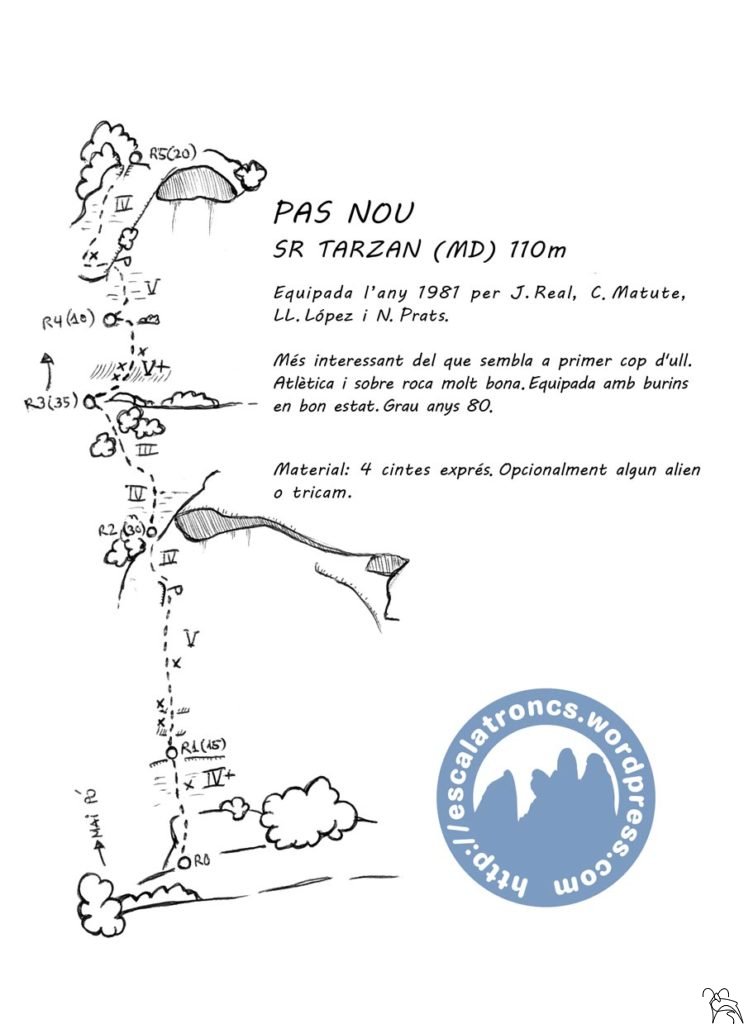 R5(20)
IV
PAS NOU
SR TARZAN (MD) 110m
V
Equipada l'any 1981 per J. Real, C. Matute,
LL. López i N. Prats.
R4(10)
V+
Més interessant del que sembla a primer cop d'ull.
Atlètica i sobre roca molt bona. Equipada amb burins
en bon estat. Grau anys 80.
R3(35)
III
Material: 4 cintes exprés. Opcionalment algun alien
o tricam.
IV
R2(30)
IV
V
R1(15)
IV+
R0
http://escalatroncs.wordpress.com